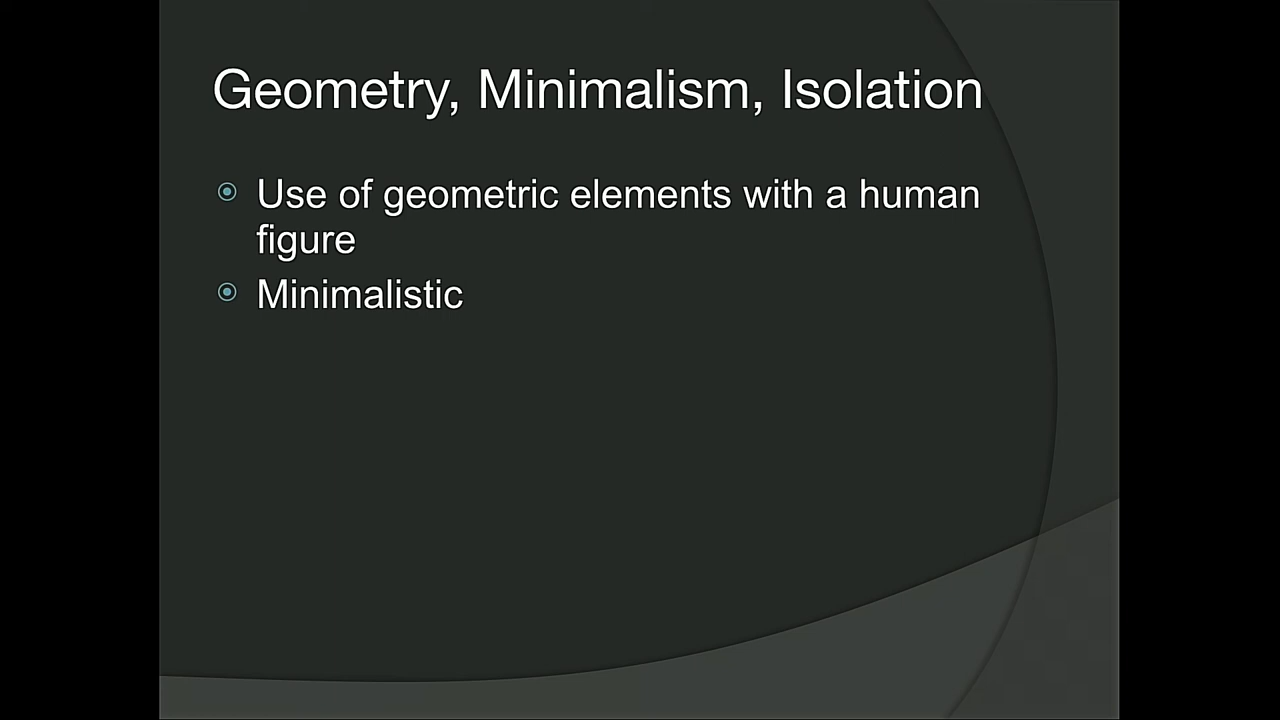 Geometry, Minimalism, Isolation
Use of geometric elements with a human
figure
Minimalistic